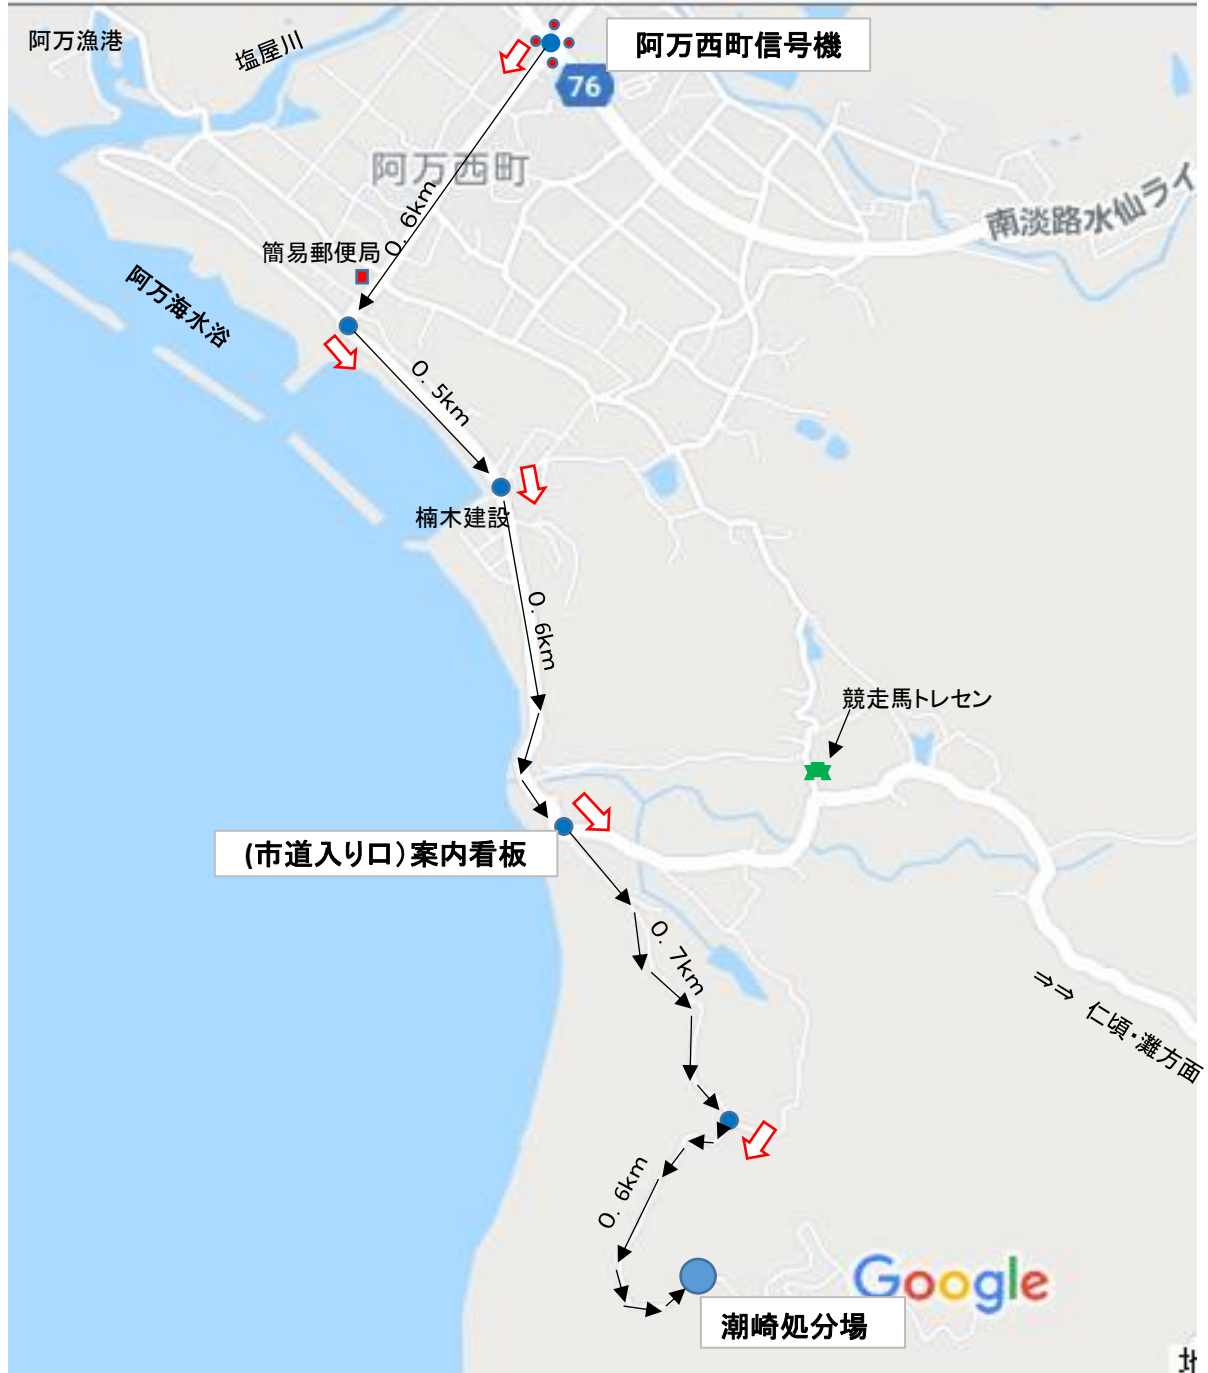 阿万漁港
塩屋川
阿万西町信号機
76
阿万西町
南淡路水仙ライ
0．6km
簡易郵便局
阿万海水浴
0．5km
楠木建設
0．6km
競走馬トレセン
(市道入り口）案内看板
0．7km
⇒⇒ 仁頃・灘方面
0．6km
Google
潮崎処分場